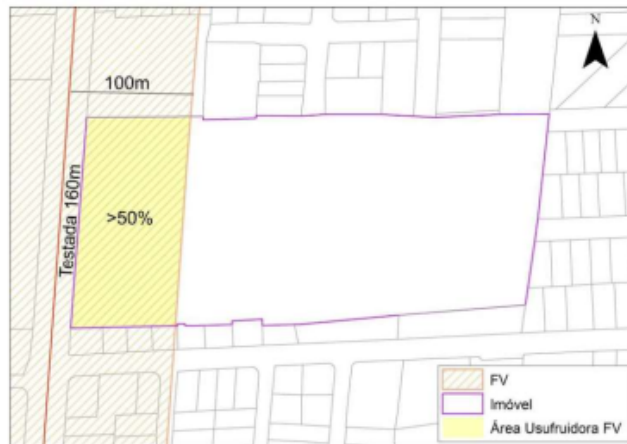 N
100m
Testada 160m
>50%
FV
Imóvel
Área Usufruidora FV